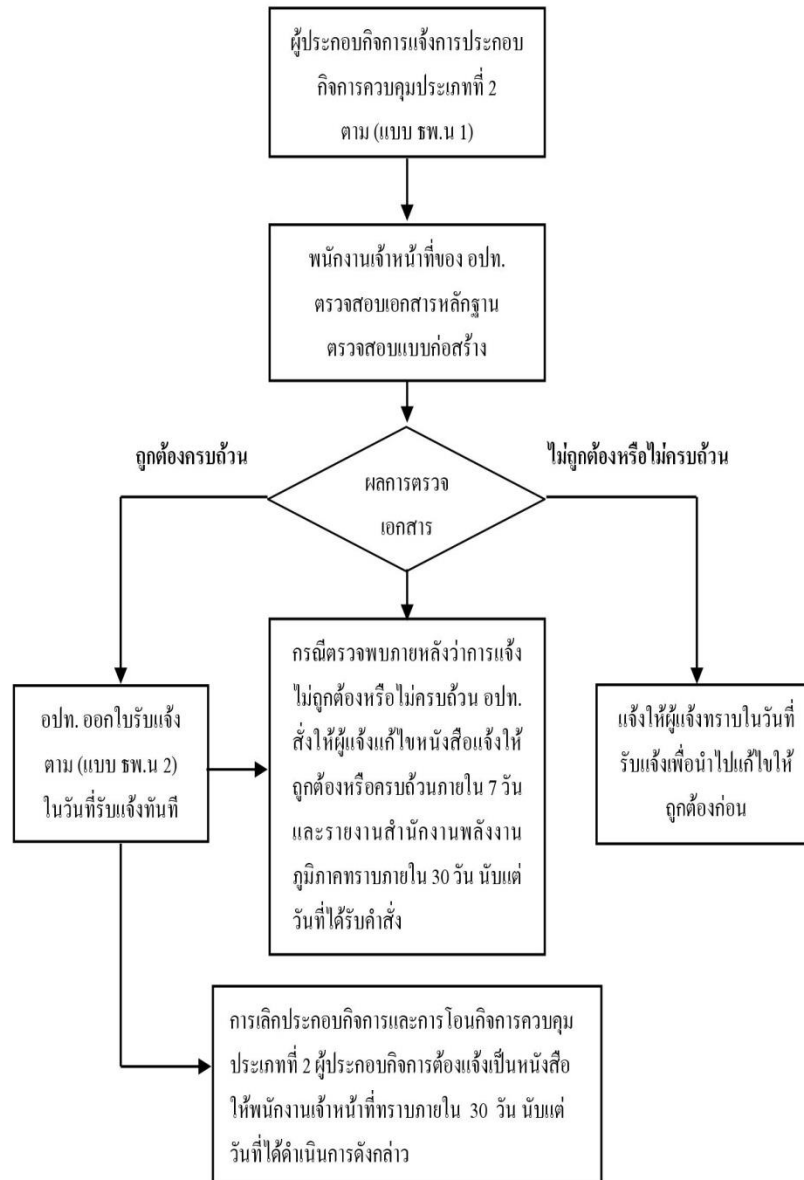 ผู้ประกอบกิจการแจ้งการประกอบ
กิจการควบคุมประเภทที่ 2
ตาม (แบบ ธพ.น 1)
พนักงานเจ้าหน้าที่ของ อปท.
ตรวจสอบเอกสารหลักฐาน
ตรวจสอบแบบก่อสร้าง
ถูกต้องครบถ้วน
ไม่ถูกต้องหรือไม่ครบถ้วน
ผลการตรวจ
เอกสาร
อปท. ออกใบรับแจ้ง
ตาม (แบบ ธพ.น 2)
ในวันที่รับแจ้งทันที
กรณีตรวจพบภายหลังว่าการแจ้ง
ไม่ถูกต้องหรือไม่ครบถ้วน อปท.
สั่งให้ผู้แจ้งแก้ไขหนังสือแจ้งให้
ถูกต้องหรือครบถ้วนภายใน 7 วัน
และรายงานสำนักงานพลังงาน
ภูมิภาคทราบภายใน 30 วัน นับแต่
วันที่ได้รับคำสั่ง
แจ้งให้ผู้แจ้งทราบในวันที่
รับแจ้งเพื่อนำไปแก้ไขให้
ถูกต้องก่อน
การเลิกประกอบกิจการและการโอนกิจการควบคุม
ประเภทที่ 2 ผู้ประกอบกิจการต้องแจ้งเป็นหนังสือ
ให้พนักงานเจ้าหน้าที่ทราบภายใน 30 วัน นับแต่
วันที่ได้ดำเนินการดังกล่าว